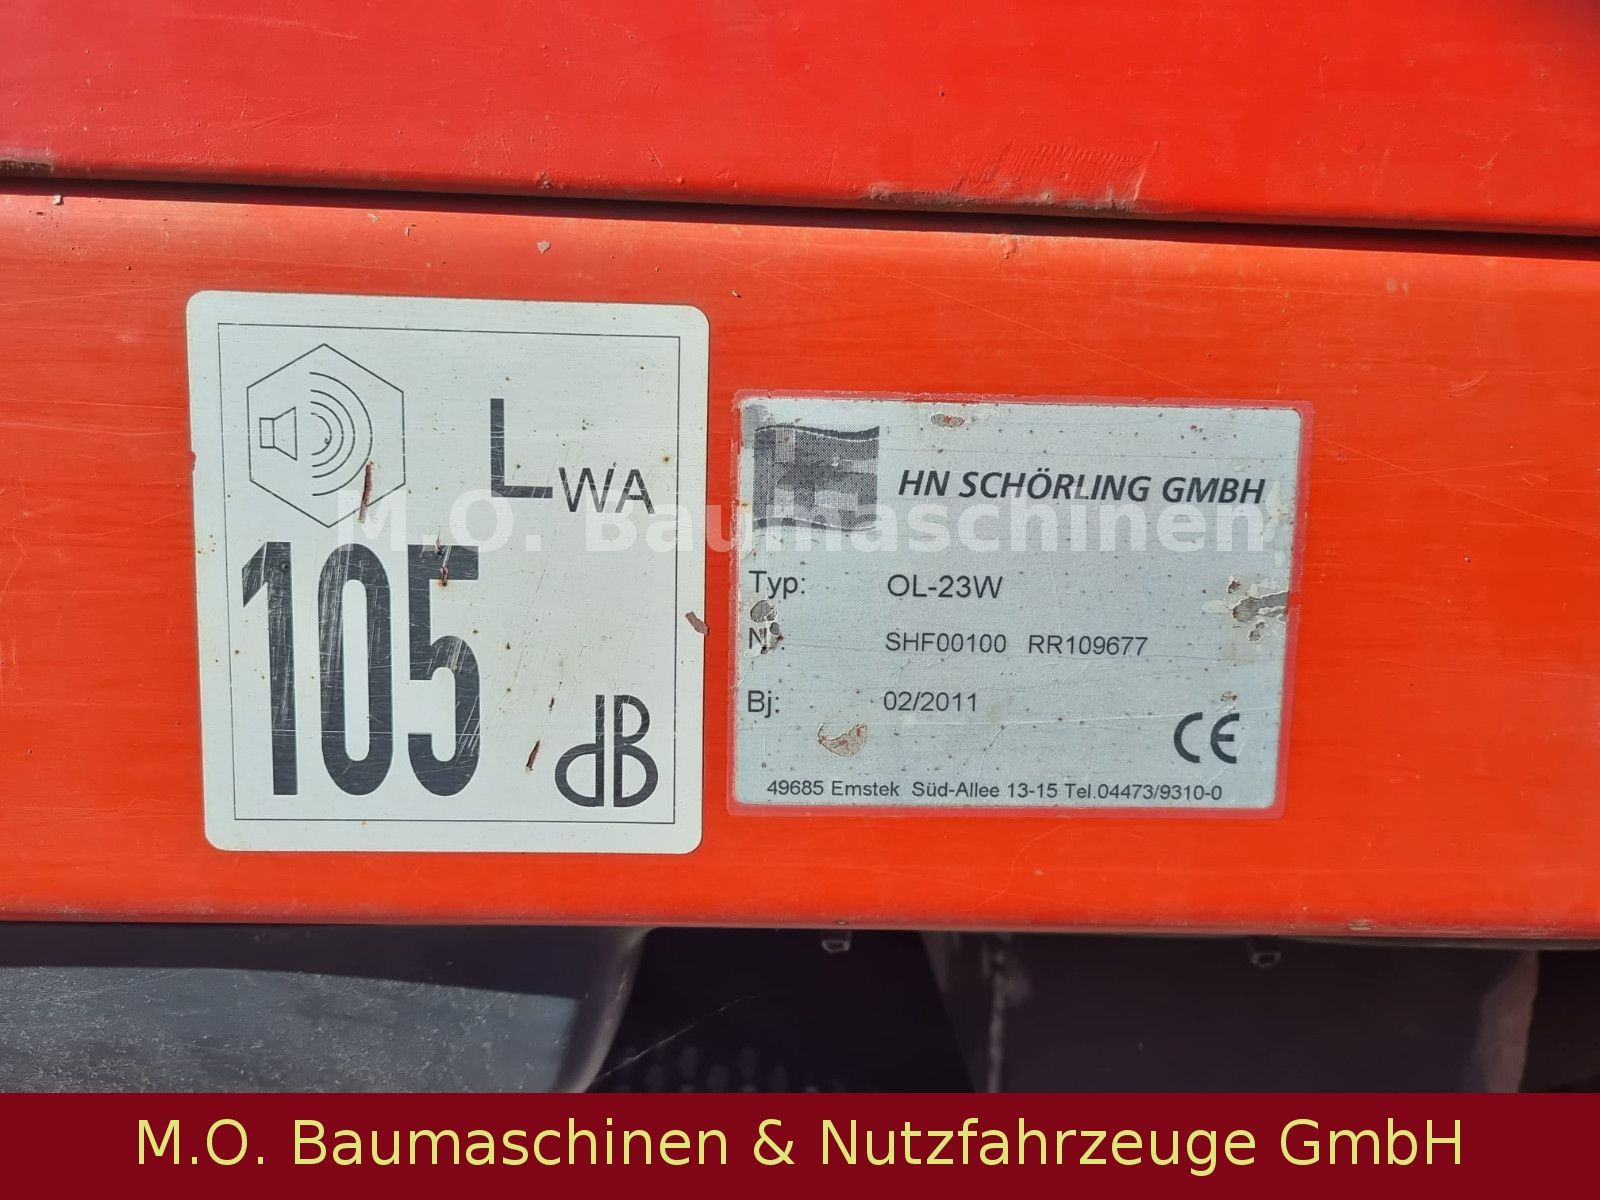 LWA
105
dB
HN SCHÖRLING GMBH
Typ: OL-23W
Nr.: SHF00100 RR109677
Bj: 02/2011
CE
49685 Emstek Süd-Allee 13-15 Tel.04473/9310-0
M.O. Baumaschinen
M.O. Baumaschinen & Nutzfahrzeuge GmbH